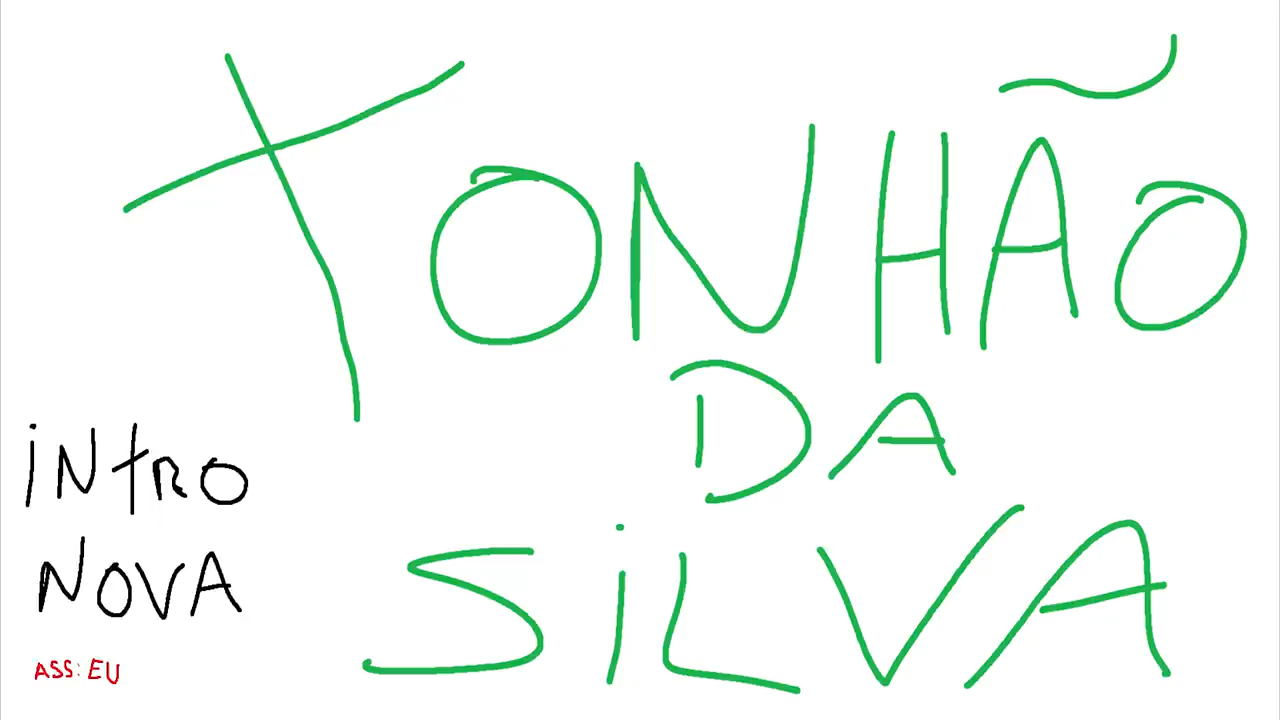 TONHÃO
DA
SiLVA
iNtRO
NOVA
ASS: EU